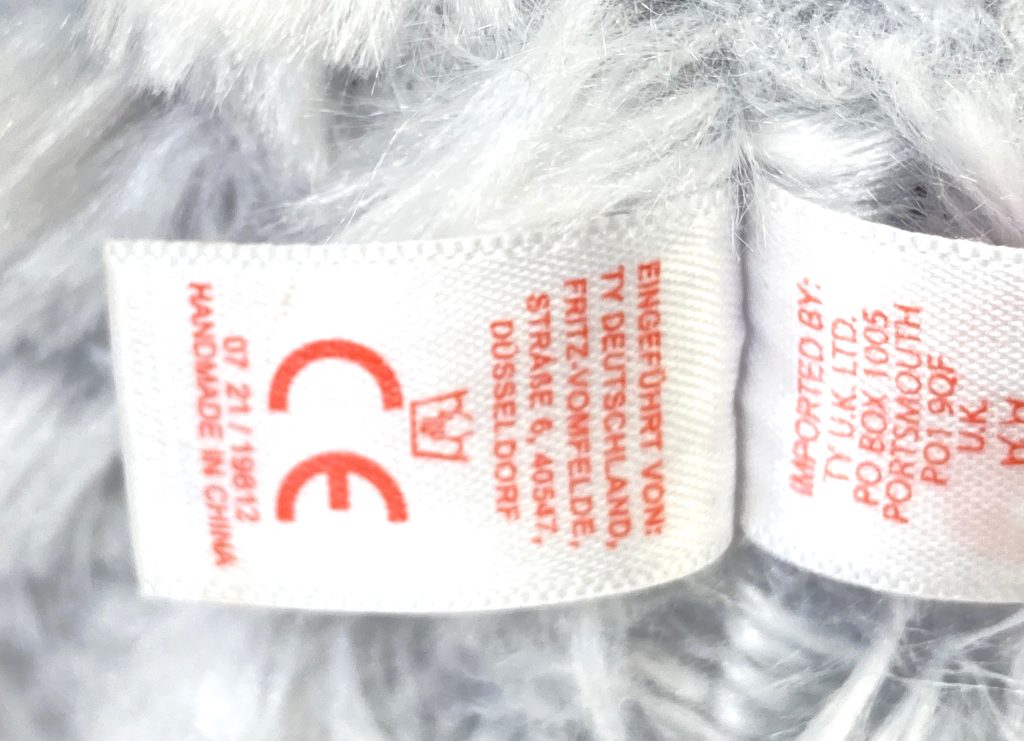 EINGEFÜHRT VON:
TY DEUTSCHLAND,
FRITZ-VOMFELDE,
STRAßE 6, 40547,
DÜSSELDORF
CE
07 21 / 19812
HANDMADE IN CHINA
IMPORTED BY:
TY U.K LTD.
PO BOX 1005
PORTSMOUTH
PO1 9QF
U.K